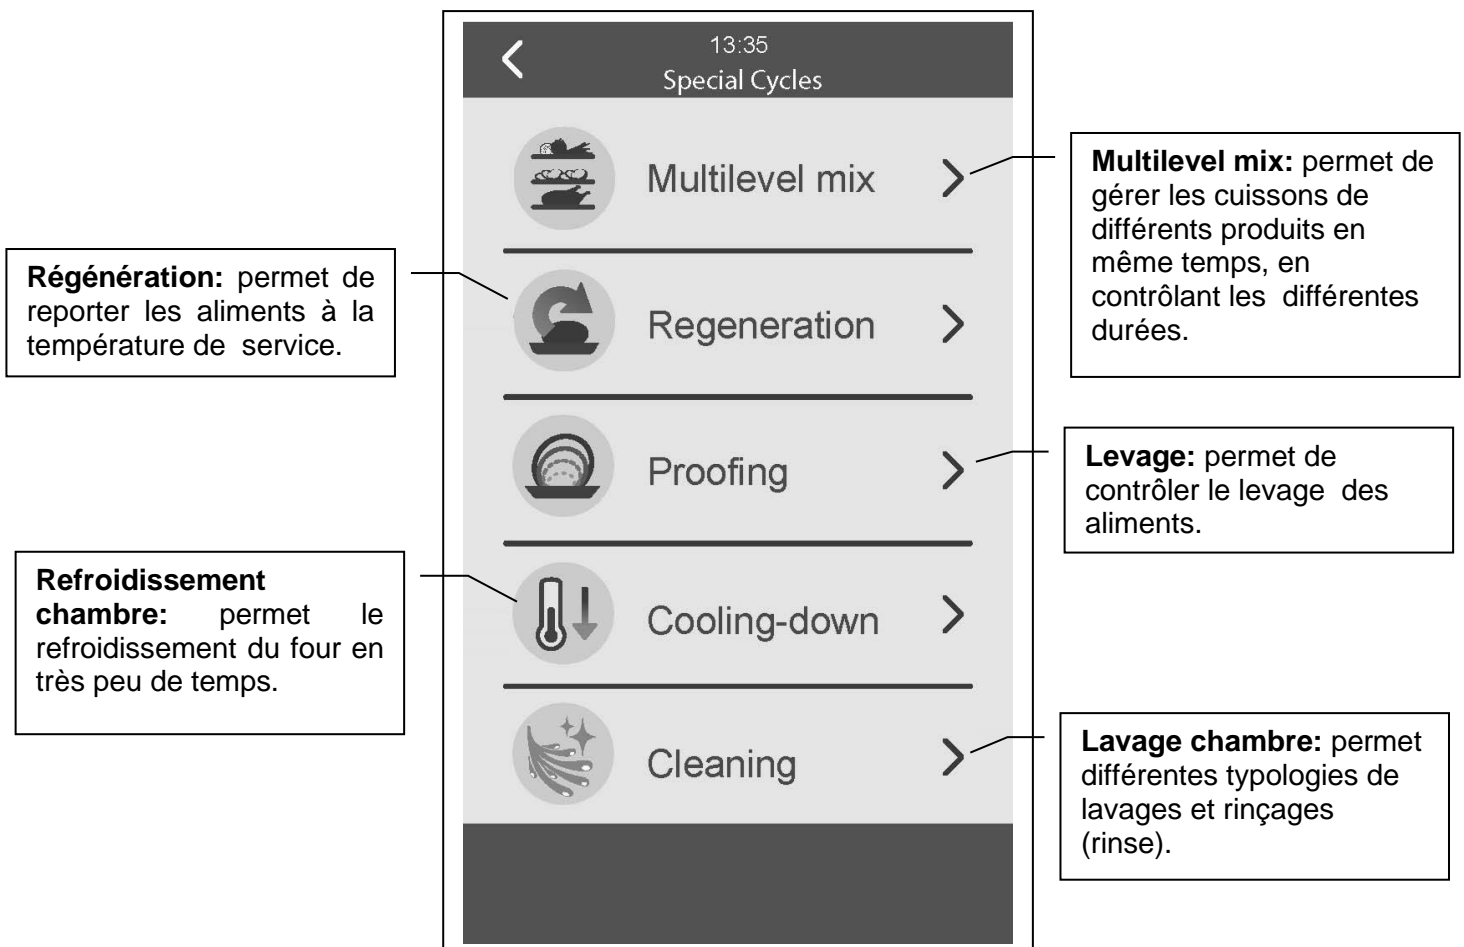 13:35
Special Cycles
Multilevel mix
Regeneration
Proofing
Cooling-down
Cleaning
Régénération: permet de
reporter les aliments à la
température de service.
Refroidissement
chambre: permet le
refroidissement du four en
très peu de temps.
Multilevel mix: permet de
gérer les cuissons de
différents produits en
même temps, en
contrôlant les différentes
durées.
Levage: permet de
contrôler le levage des
aliments.
Lavage chambre: permet
différentes typologies de
lavages et rinçages
(rinse).